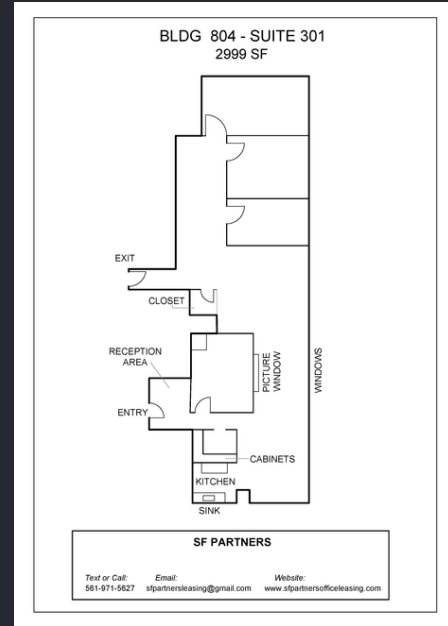 BLDG 804 - SUITE 301
2999 SF
EXIT
CLOSET
RECEPTION
AREA
PICTURE
WINDOW
WINDOWS
ENTRY
CABINETS
KITCHEN
SINK
SF PARTNERS
Text or Call: Email: Website:
561-971-5627 sfpartnersleasing@gmail.com www.sfpartnersofficeleasing.com